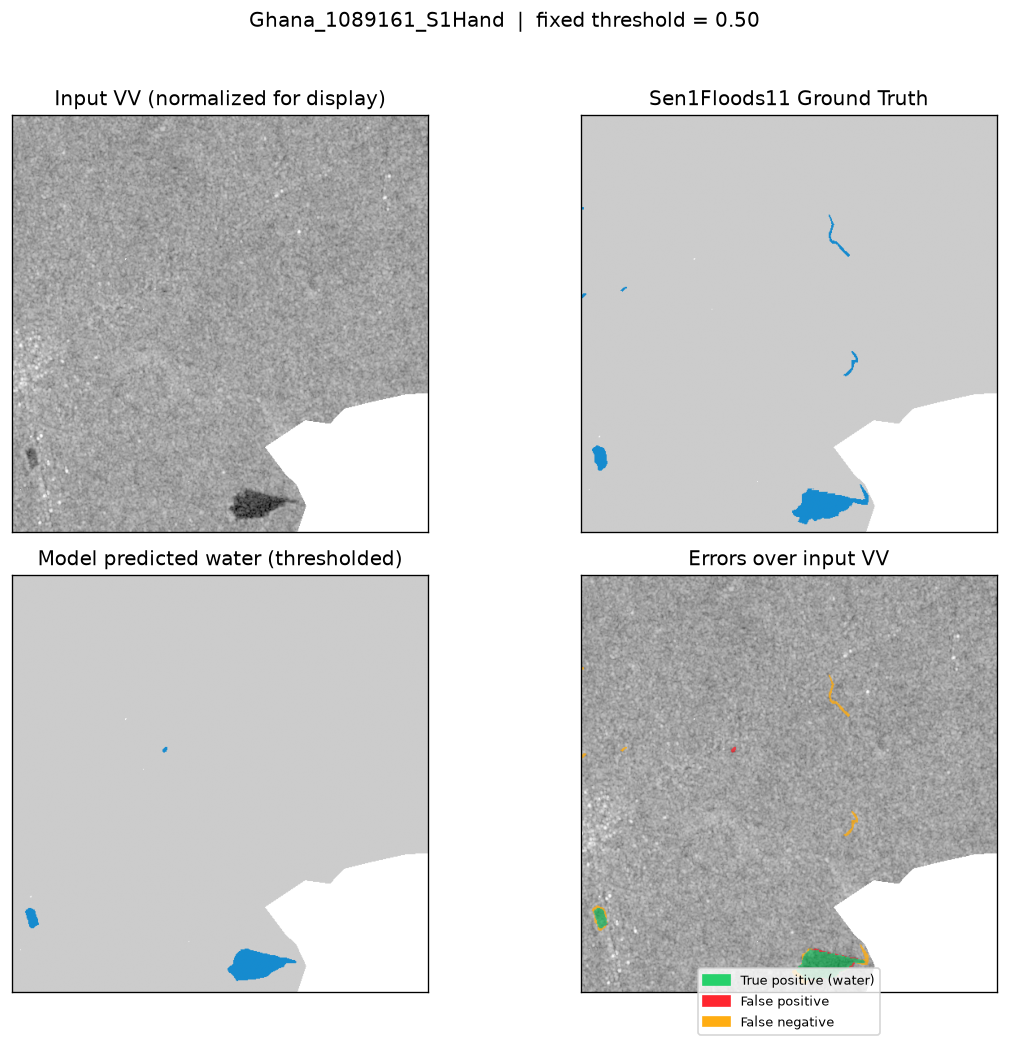 Ghana_1089161_S1Hand  |  fixed threshold = 0.50
Input VV (normalized for display)
Sen1Floods11 Ground Truth
Model predicted water (thresholded)
Errors over input VV
True positive (water)
False positive
False negative